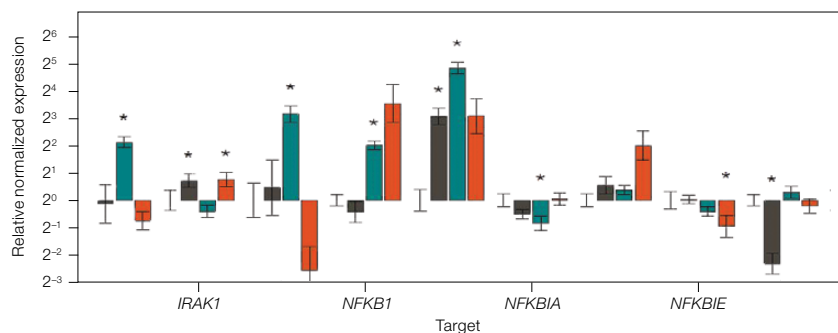 Relative normalized expression
2⁶
2⁵
2⁴
2²
2²
2¹
2⁰
2⁻¹
2⁻²
2⁻³
* * * * * * * * * *
IRAK1 NFKB1 NFKBIA NFKBIE
Target